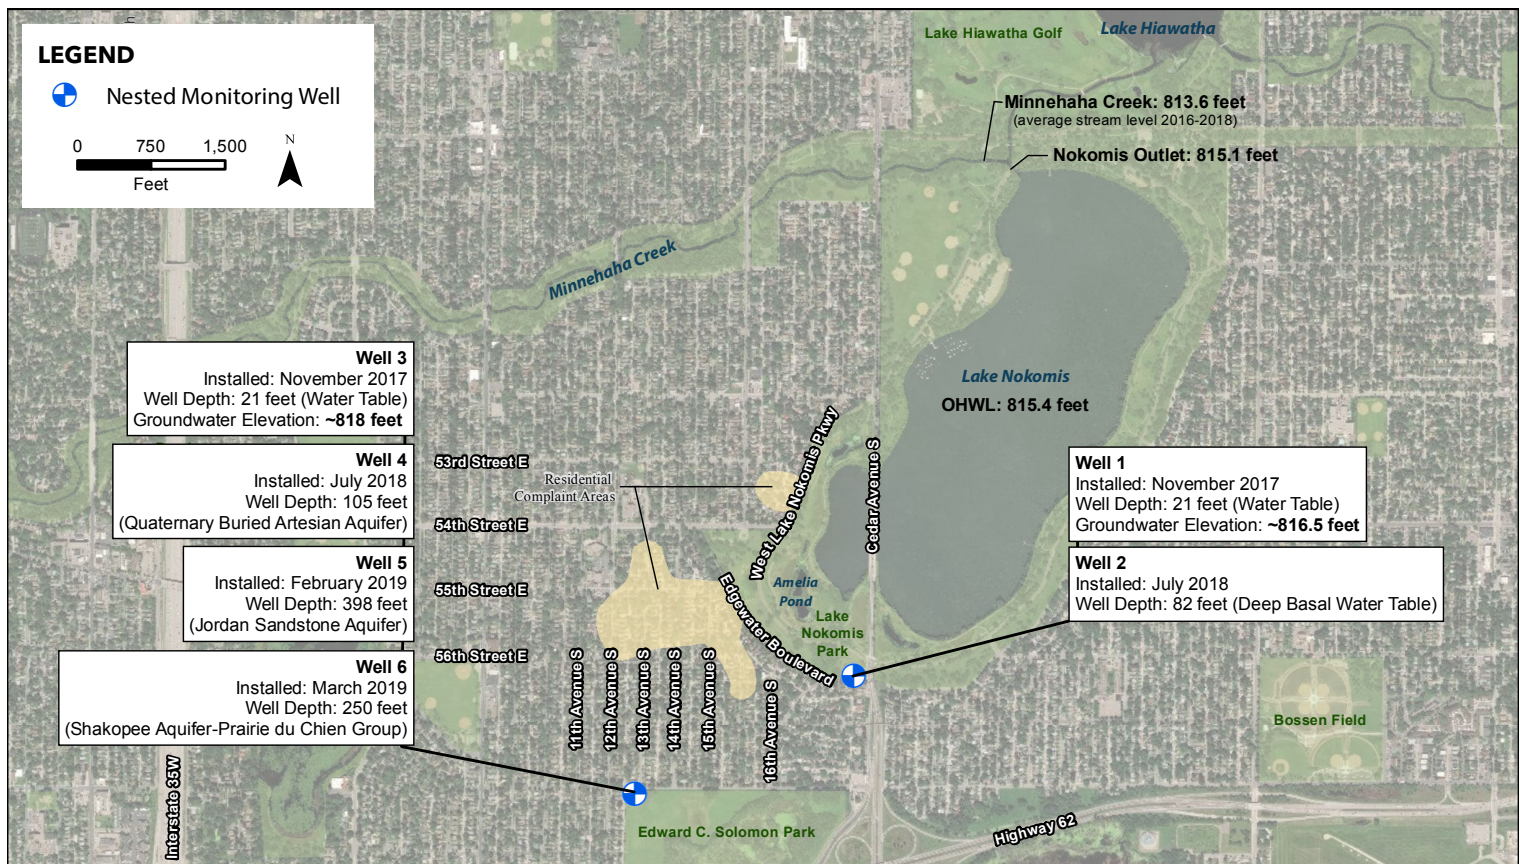 LEGEND
Nested Monitoring Well
0 750 1,500
Feet
N
Lake Hiawatha Golf
Lake Hiawatha
Minnehaha Creek: 813.6 feet
(average stream level 2016-2018)
Nokomis Outlet: 815.1 feet
Minnehaha Creek
Lake Nokomis
OHWL: 815.4 feet
Well 3
Installed: November 2017
Well Depth: 21 feet (Water Table)
Groundwater Elevation: ~818 feet
Well 4
Installed: July 2018
Well Depth: 105 feet
(Quaternary Buried Artesian Aquifer)
Well 5
Installed: February 2019
Well Depth: 398 feet
(Jordan Sandstone Aquifer)
Well 6
Installed: March 2019
Well Depth: 250 feet
(Shakopee Aquifer-Prairie du Chien Group)
53rd Street E
54th Street E
55th Street E
56th Street E
Residential
Complaint Areas
West Lake Nokomis Pkwy
Cedar Avenue S
Edgewater Boulevard
Amelia
Pond
Lake
Nokomis
Park
Well 1
Installed: November 2017
Well Depth: 21 feet (Water Table)
Groundwater Elevation: ~816.5 feet
Well 2
Installed: July 2018
Well Depth: 82 feet (Deep Basal Water Table)
11th Avenue S
12th Avenue S
13th Avenue S
14th Avenue S
15th Avenue S
16th Avenue S
Bossen Field
Interstate 35W
Edward C. Solomon Park
Highway 62